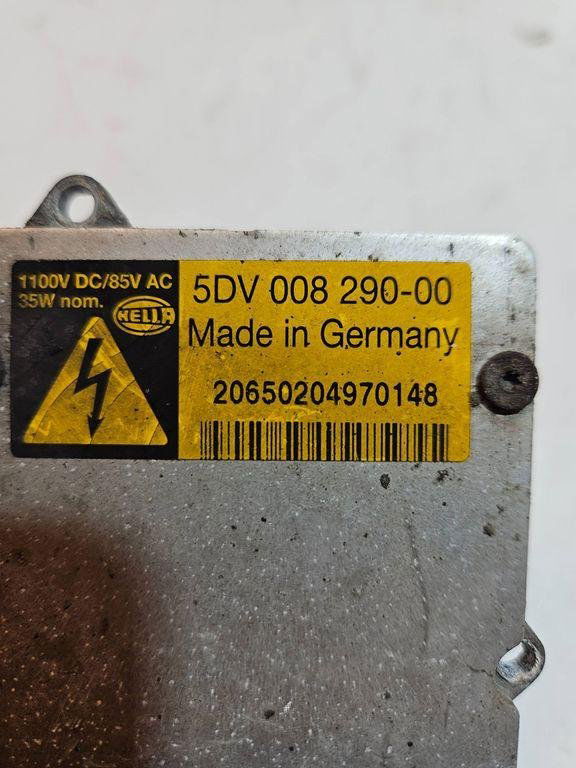 1100V DC/85V AC
35W nom.
HELLA
5DV 008 290-00
Made in Germany
20650204970148